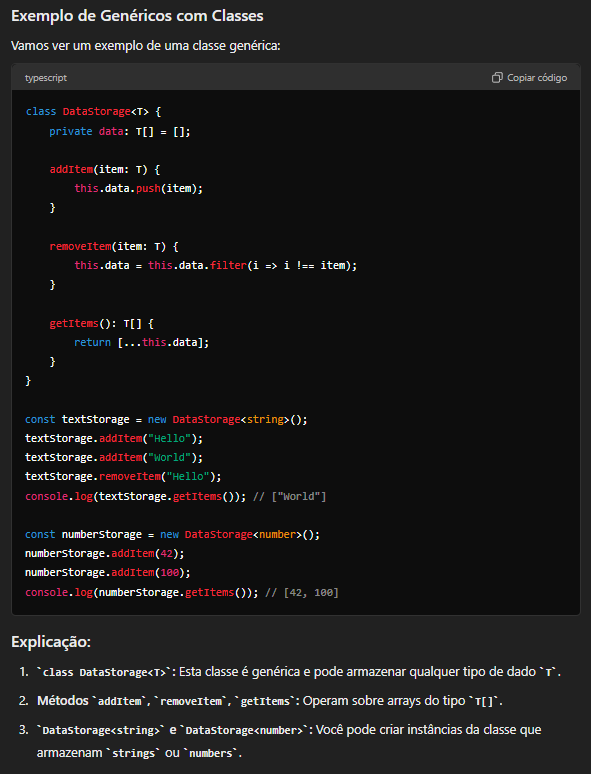 Exemplo de Genéricos com Classes
Vamos ver um exemplo de uma classe genérica:
typescript
Copiar código
class DataStorage<T> {
    private data: T[] = [];

    addItem(item: T) {
        this.data.push(item);
    }

    removeItem(item: T) {
        this.data = this.data.filter(i => i !== item);
    }

    getItems(): T[] {
        return [...this.data];
    }
}

const textStorage = new DataStorage<string>();
textStorage.addItem("Hello");
textStorage.addItem("World");
textStorage.removeItem("Hello");
console.log(textStorage.getItems()); // ["World"]

const numberStorage = new DataStorage<number>();
numberStorage.addItem(42);
numberStorage.addItem(100);
console.log(numberStorage.getItems()); // [42, 100]
Explicação:
1. `class DataStorage<T>`: Esta classe é genérica e pode armazenar qualquer tipo de dado `T`.
2. Métodos `addItem`, `removeItem`, `getItems`: Operam sobre arrays do tipo `T[]`.
3. `DataStorage<string>` e `DataStorage<number>`: Você pode criar instâncias da classe que
armazenam `strings` ou `numbers`.